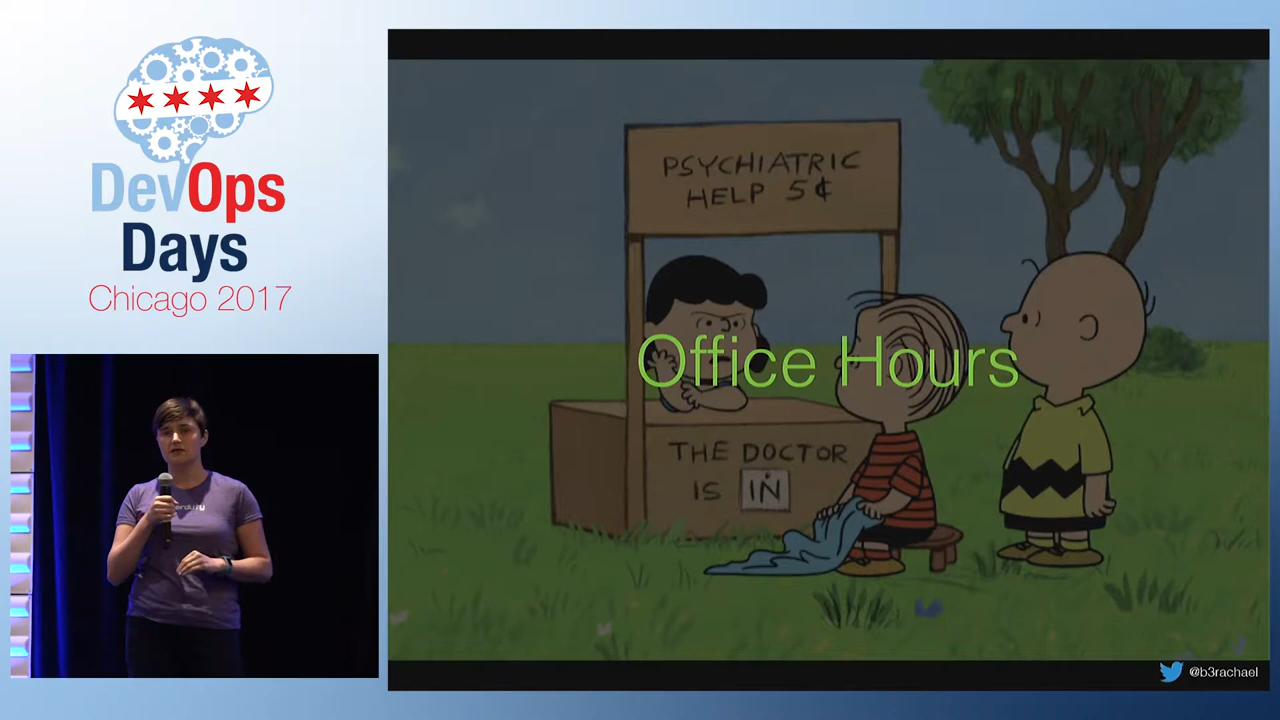 DevOps
Days
Chicago 2017
PSYCHIATRIC
HELP 5¢
Office Hours
THE DOCTOR
IS IN
@b3rachael